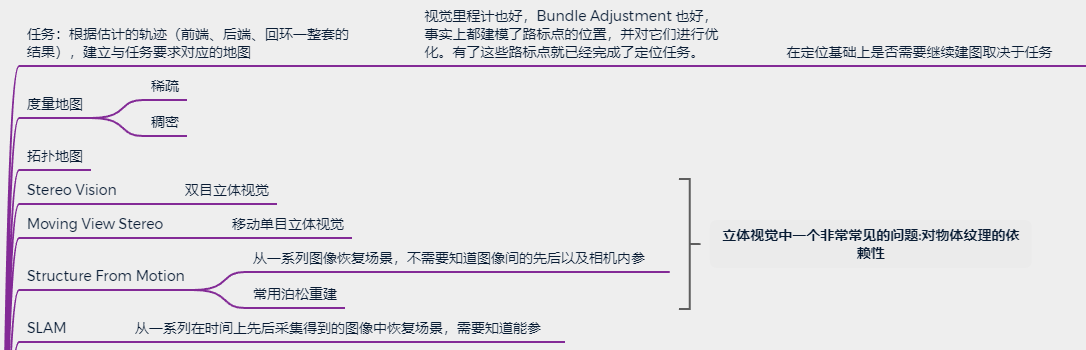 任务：根据估计的轨迹（前端、后端、回环一整套的
结果），建立与任务要求对应的地图
视觉里程计也好，Bundle Adjustment 也好，
事实上都建模了路标点的位置，并对它们进行优
化。有了这些路标点就已经完成了定位任务。
在定位基础上是否需要继续建图取决于任务
度量地图
稀疏
稠密
拓扑地图
Stereo Vision
双目立体视觉
Moving View Stereo
移动单目立体视觉
Structure From Motion
从一系列图像恢复场景，不需要知道图像间的先后以及相机内参
常用泊松重建
立体视觉中一个非常常见的问题:对物体纹理的依
赖性
SLAM
从一系列在时间上先后采集得到的图像中恢复场景，需要知道能参